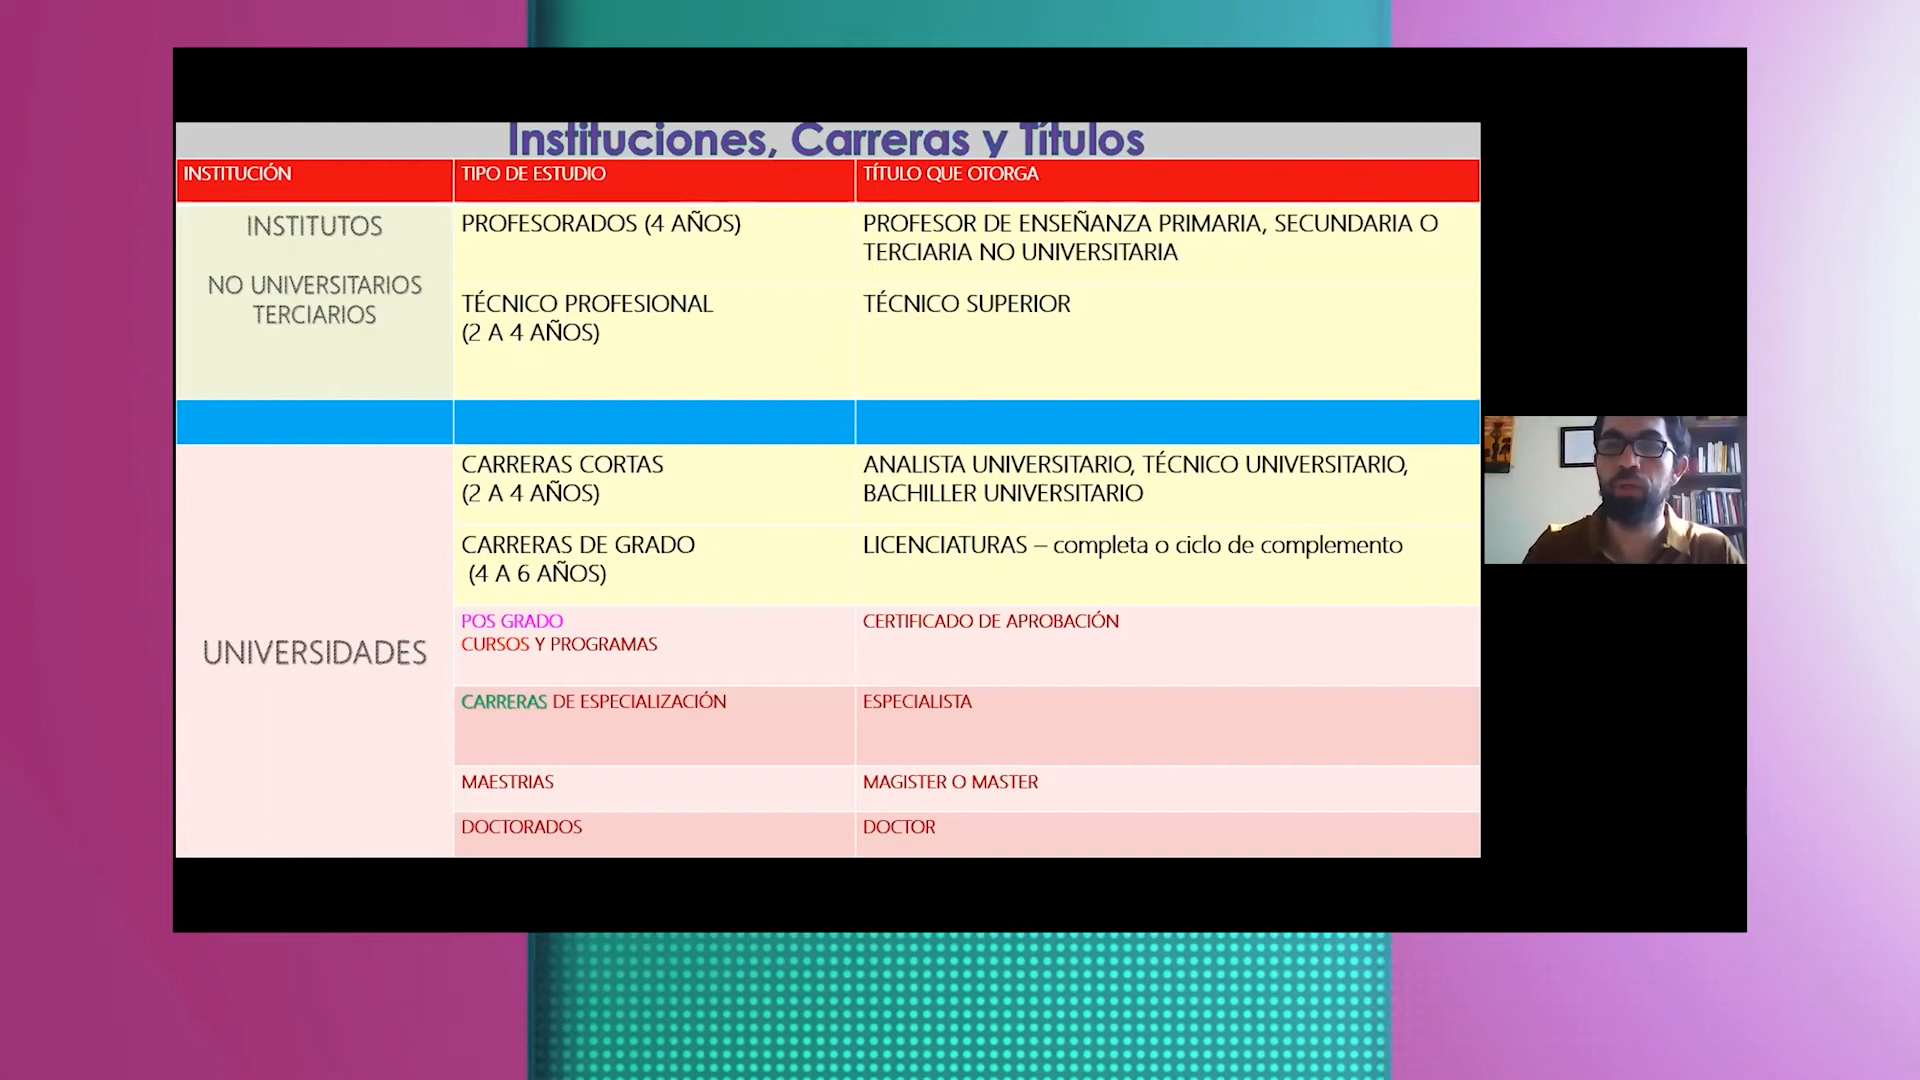 Instituciones, Carreras y Títulos
INSTITUCIÓN
TIPO DE ESTUDIO
TÍTULO QUE OTORGA
INSTITUTOS
NO UNIVERSITARIOS
TERCIARIOS
PROFESORADOS (4 AÑOS)
PROFESOR DE ENSEÑANZA PRIMARIA, SECUNDARIA O
TERCIARIA NO UNIVERSITARIA
TÉCNICO PROFESIONAL
(2 A 4 AÑOS)
TÉCNICO SUPERIOR
UNIVERSIDADES
CARRERAS CORTAS
(2 A 4 AÑOS)
ANALISTA UNIVERSITARIO, TÉCNICO UNIVERSITARIO,
BACHILLER UNIVERSITARIO
CARRERAS DE GRADO
(4 A 6 AÑOS)
LICENCIATURAS – completa o ciclo de complemento
POS GRADO
CURSOS Y PROGRAMAS
CERTIFICADO DE APROBACIÓN
CARRERAS DE ESPECIALIZACIÓN
ESPECIALISTA
MAESTRIAS
MAGISTER O MASTER
DOCTORADOS
DOCTOR